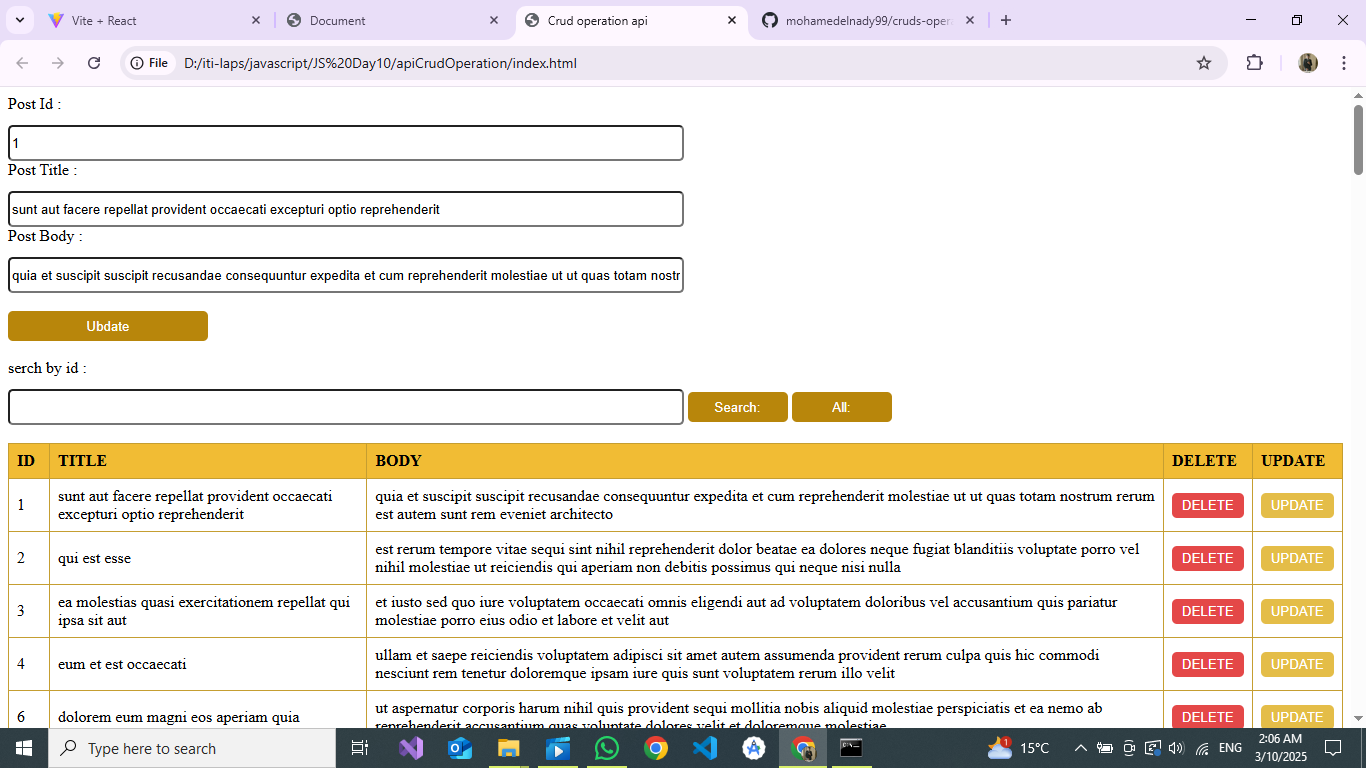 Vite + React
Document
Crud operation api
mohamedelnady99/cruds-oper
File
D:/iti-laps/javascript/JS%20Day10/apiCrudOperation/index.html
Post Id :
1
Post Title :
sunt aut facere repellat provident occaecati excepturi optio reprehenderit
Post Body :
quia et suscipit suscipit recusandae consequuntur expedita et cum reprehenderit molestiae ut ut quas totam nostr
Ubdate
serch by id :
Search:
All:
ID TITLE BODY DELETE UPDATE
1 sunt aut facere repellat provident occaecati
excepturi optio reprehenderit
quia et suscipit suscipit recusandae consequuntur expedita et cum reprehenderit molestiae ut ut quas totam nostrum rerum
est autem sunt rem eveniet architecto
DELETE UPDATE
2 qui est esse
est rerum tempore vitae sequi sint nihil reprehenderit dolor beatae ea dolores neque fugiat blanditiis voluptate porro vel
nihil molestiae ut reiciendis qui aperiam non debitis possimus qui neque nisi nulla
DELETE UPDATE
3 ea molestias quasi exercitationem repellat qui
ipsa sit aut
et iusto sed quo iure voluptatem occaecati omnis eligendi aut ad voluptatem doloribus vel accusantium quis pariatur
molestiae porro eius odio et labore et velit aut
DELETE UPDATE
4 eum et est occaecati
ullam et saepe reiciendis voluptatem adipisci sit amet autem assumenda provident rerum culpa quis hic commodi
nesciunt rem tenetur doloremque ipsam iure quis sunt voluptatem rerum illo velit
DELETE UPDATE
6 dolorem eum magni eos aperiam quia
ut aspernatur corporis harum nihil quis provident sequi mollitia nobis aliquid molestiae perspiciatis et ea nemo ab
reprehenderit accusantium quas voluptate dolores velit et doloremque molestiae
DELETE UPDATE
Type here to search
1
15°C
ENG
2:06 AM
3/10/2025